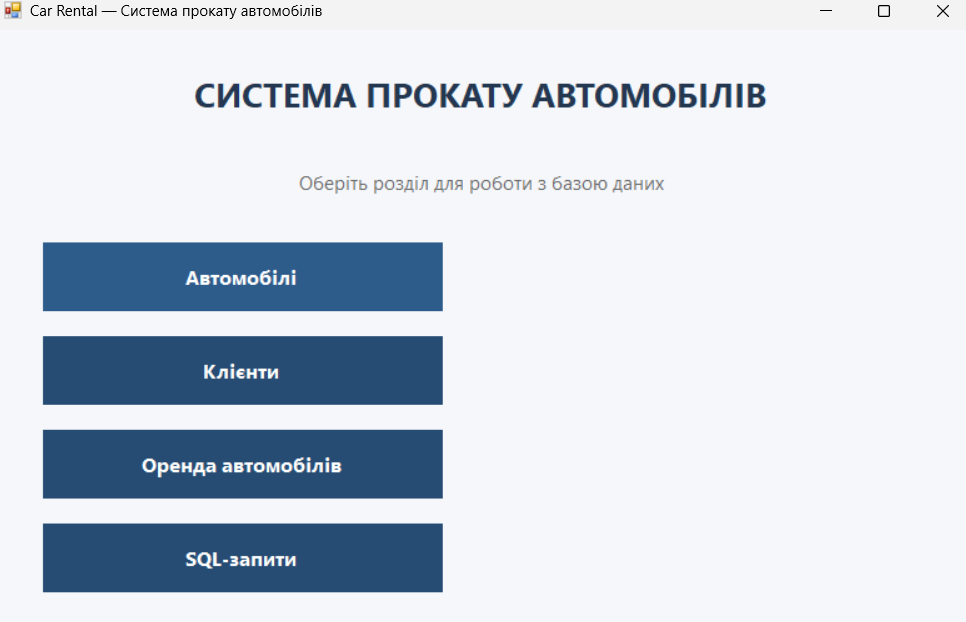 Car Rental — Система прокату автомобілів
СИСТЕМА ПРОКАТУ АВТОМОБІЛІВ
Оберіть розділ для роботи з базою даних
Автомобілі
Клієнти
Оренда автомобілів
SQL-запити